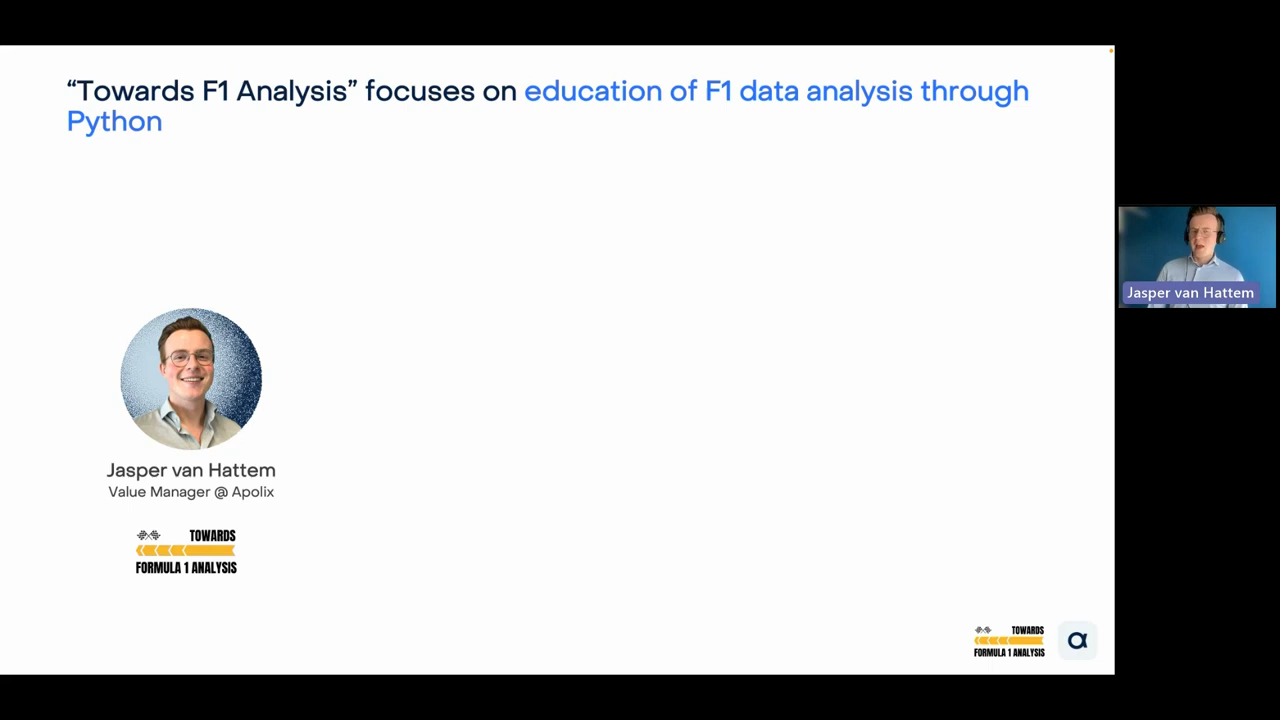 “Towards F1 Analysis” focuses on education of F1 data analysis through
Python
Jasper van Hattem
Jasper van Hattem
Value Manager @ Apolix
TOWARDS
FORMULA 1 ANALYSIS
TOWARDS
FORMULA 1 ANALYSIS